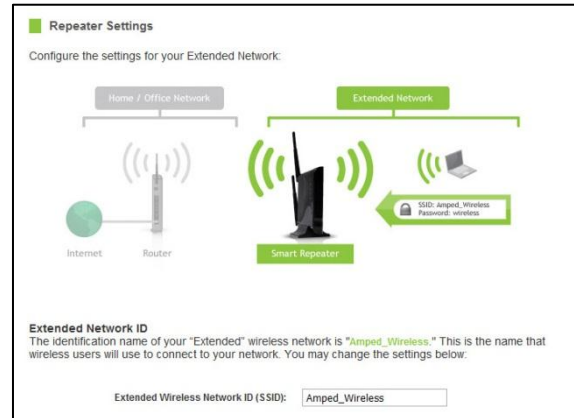 Repeater Settings
Configure the settings for your Extended Network:
Home / Office Network
Extended Network
SSID: Amped_Wireless
Password: wireless
Internet
Router
Smart Repeater
Extended Network ID
The identification name of your "Extended" wireless network is "Amped_Wireless." This is the name that
wireless users will use to connect to your network. You may change the settings below:
Extended Wireless Network ID (SSID):
Amped_Wireless